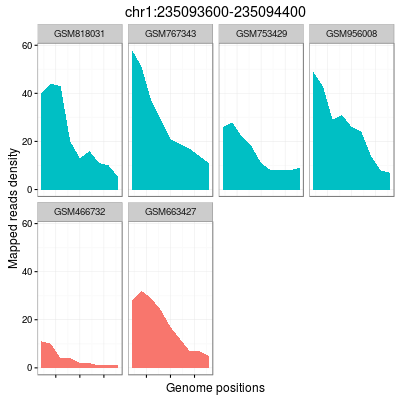 chr1:235093600-235094400
GSM818031 GSM767343 GSM753429 GSM956008
60
40
20
0
GSM466732 GSM663427
60
40
20
0
Mapped reads density
Genome positions